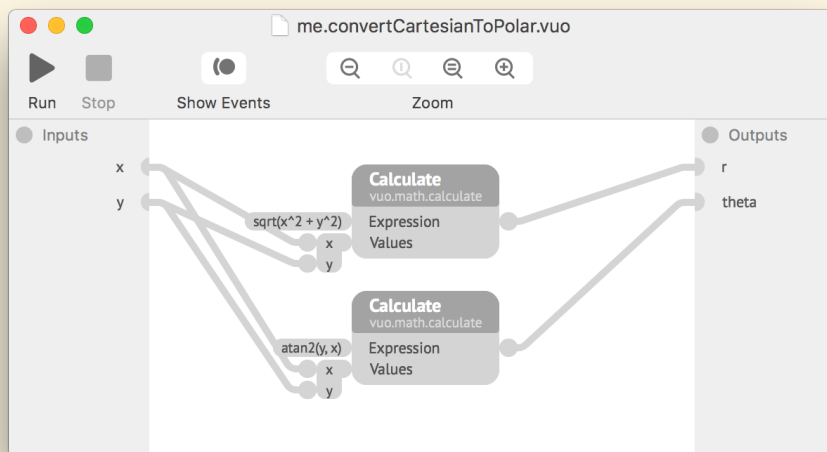 me.convertCartesianToPolar.vuo
Run
Stop
Show Events
Zoom
Inputs
Outputs
x
y
r
theta
Calculate
vuo.math.calculate
sqrt(x^2 + y^2)
Expression
x
Values
y
Calculate
vuo.math.calculate
atan2(y, x)
Expression
x
Values
y